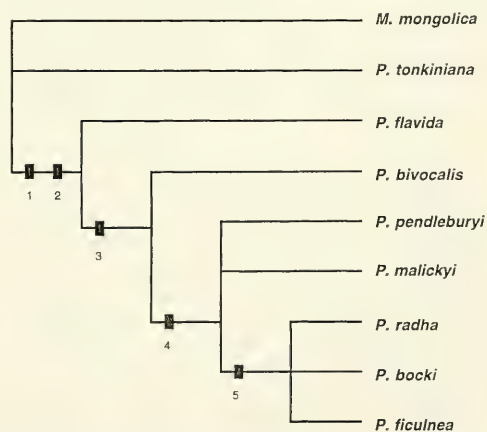 M. mongolica
P. tonkiniana
P. flavida
P. bivocalis
1 2
P. pendleburyi
3
P. malickyi
P. radha
4
P. bocki
5
P. ficulnea